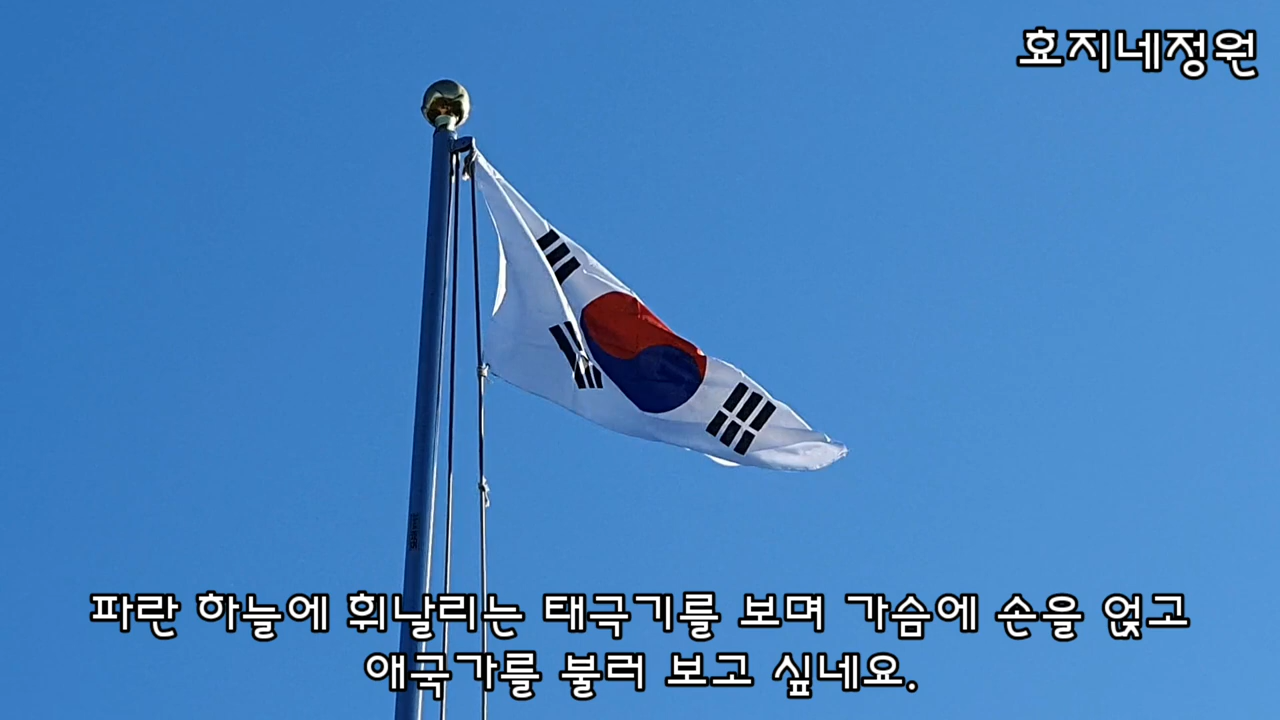 효지네정원
파란 하늘에 휘날리는 태극기를 보며 가슴에 손을 얹고
애국가를 불러 보고 싶네요.